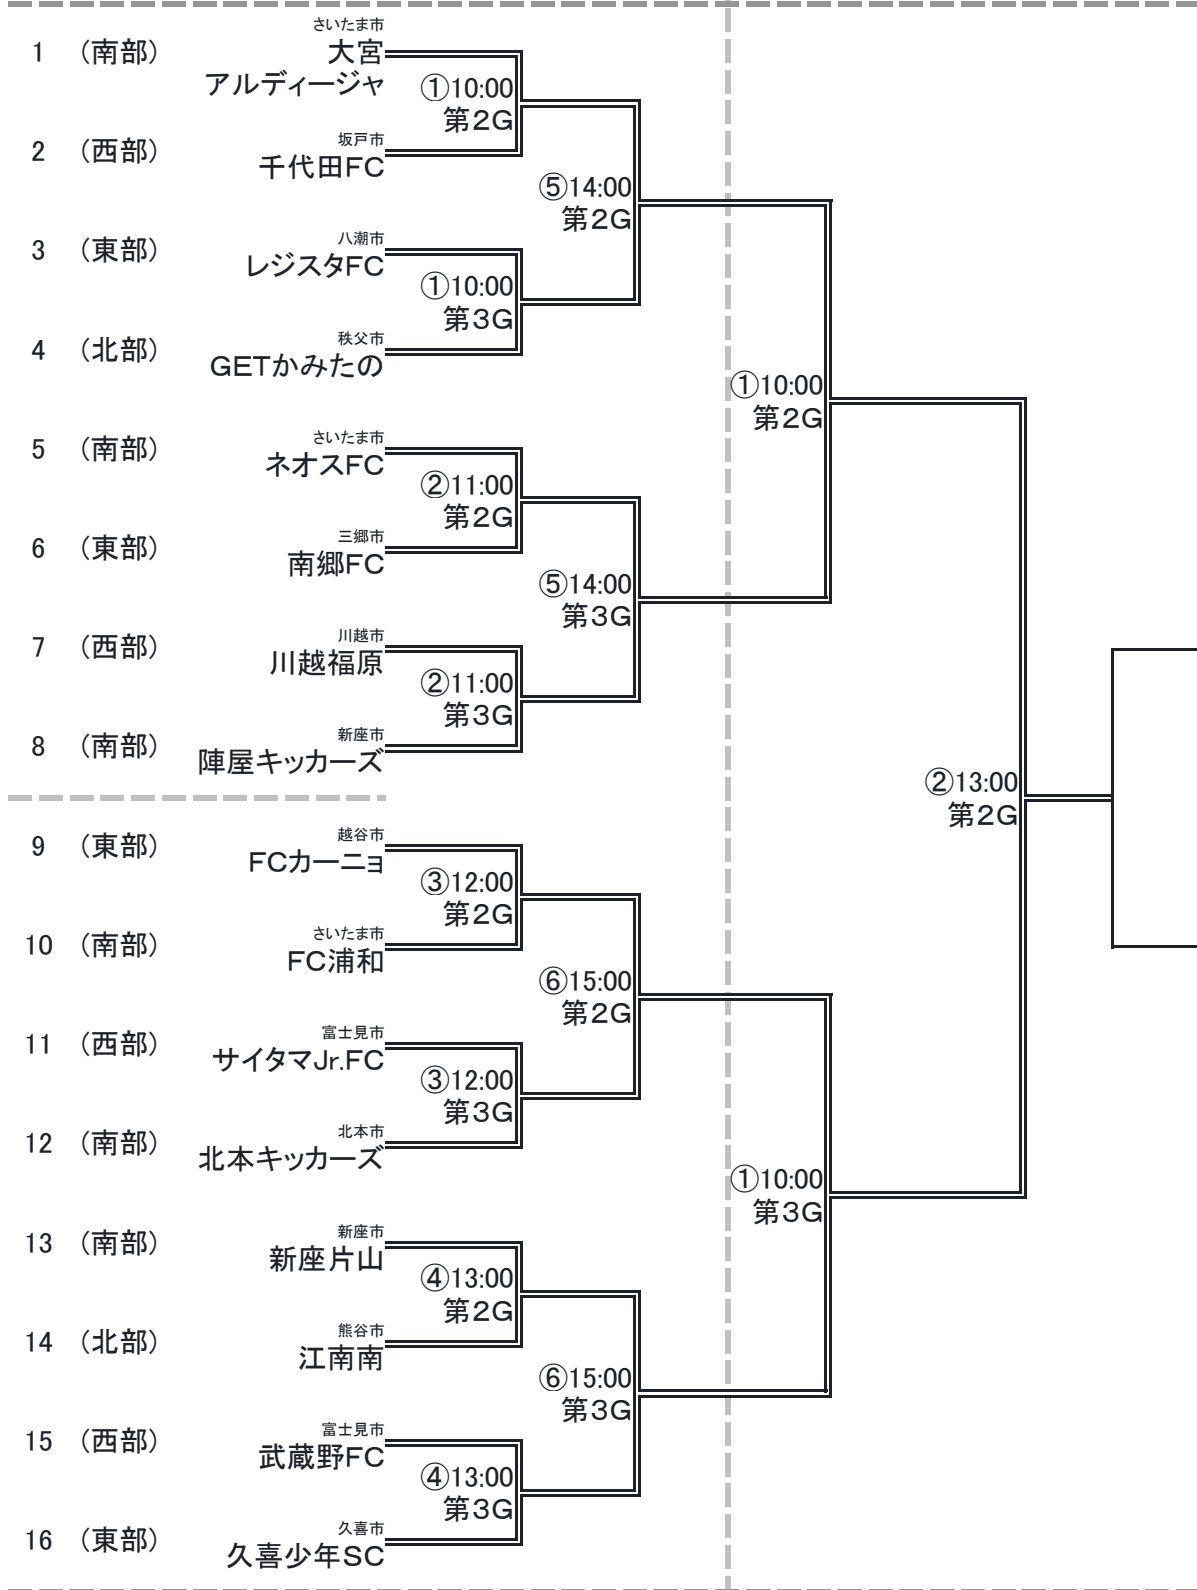 さいたま市
1 （南部） 大宮
アルディージャ
①10:00
第２G
坂戸市
2 （西部） 千代田FC
⑤14:00
第２G
八潮市
3 （東部） レジスタFC
①10:00
第３G
秩父市
4 （北部） GETかみたの
①10:00
第２G
さいたま市
5 （南部） ネオスFC
②11:00
第２G
三郷市
6 （東部） 南郷FC
⑤14:00
第３G
川越市
7 （西部） 川越福原
②11:00
第３G
新座市
8 （南部） 陣屋キッカーズ
②13:00
第２G
越谷市
9 （東部） FCカーニョ
③12:00
第２G
さいたま市
10 （南部） FC浦和
⑥15:00
第２G
富士見市
11 （西部） サイタマJr.FC
③12:00
第３G
北本市
12 （南部） 北本キッカーズ
①10:00
第３G
新座市
13 （南部） 新座片山
④13:00
第２G
熊谷市
14 （北部） 江南南
⑥15:00
第３G
富士見市
15 （西部） 武蔵野FC
④13:00
第３G
久喜市
16 （東部） 久喜少年SC